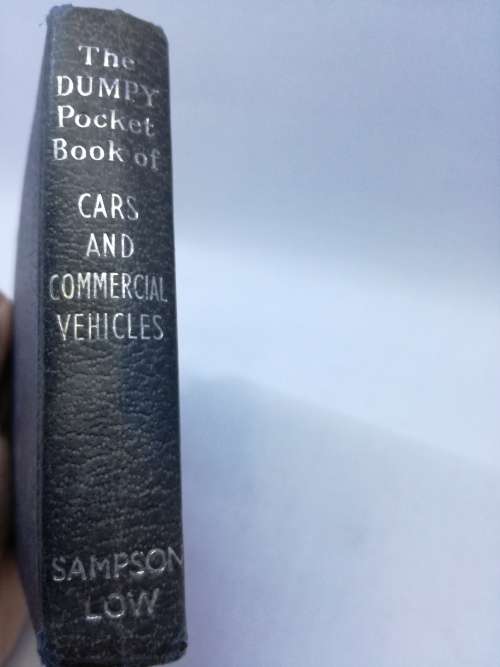 The
DUMPY
Pocket
Book of
CARS
AND
COMMERCIAL
VEHICLES
SAMPSON
LOW